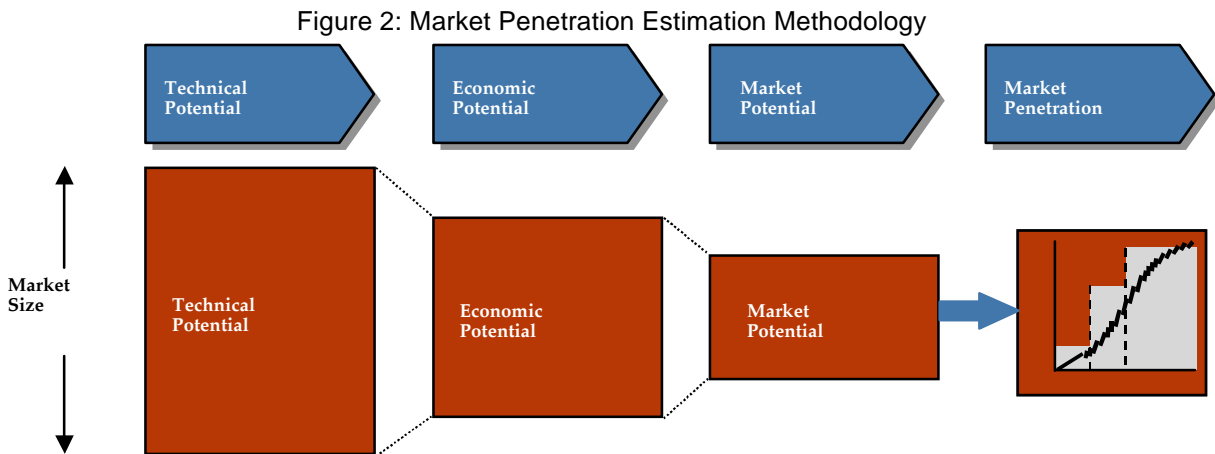 Figure 2: Market Penetration Estimation Methodology
Technical
Potential
Economic
Potential
Market
Potential
Market
Penetration
Market
Size
Technical
Potential
Economic
Potential
Market
Potential